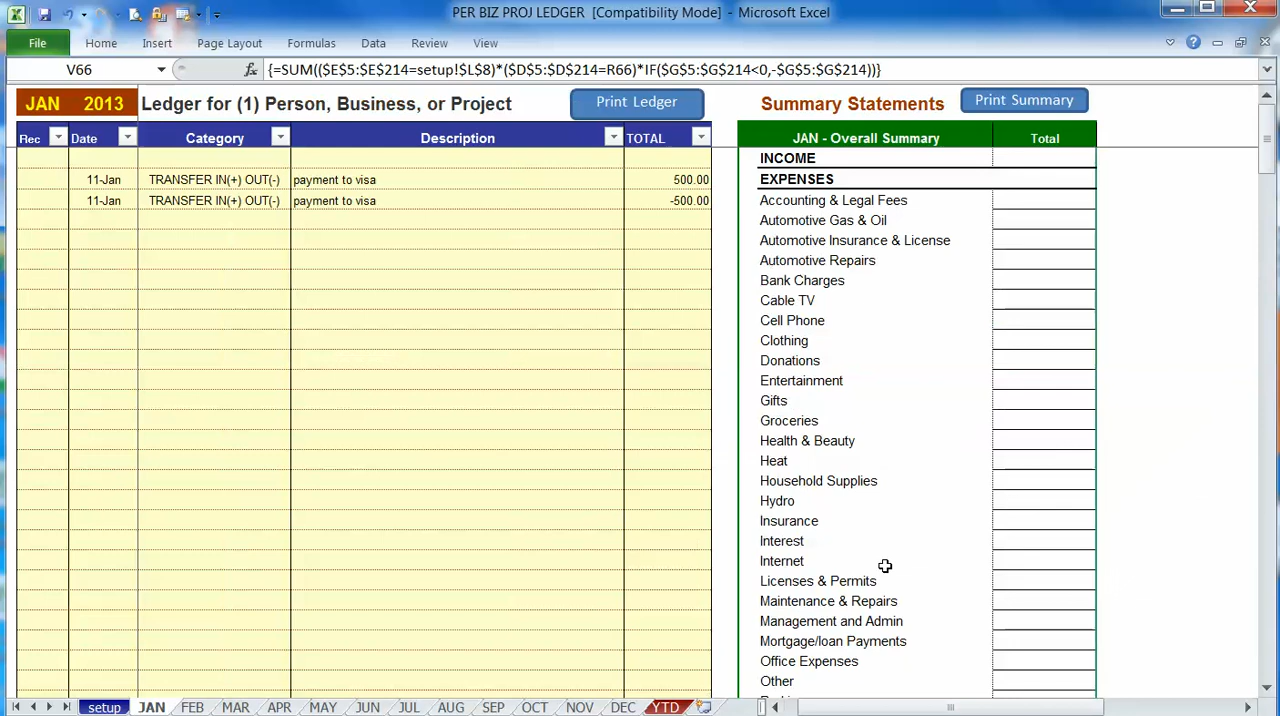 PER BIZ PROJ LEDGER [Compatibility Mode] - Microsoft Excel
File Home Insert Page Layout Formulas Data Review View
V66 fx {=SUM(($E$5:$E$214=setup!$L$8)*($D$5:$D$214=R66)*IF($G$5:$G$214<0,-$G$5:$G$214))}
JAN 2013 Ledger for (1) Person, Business, or Project Print Ledger Summary Statements Print Summary
Rec Date Category Description TOTAL JAN - Overall Summary Total
INCOME
11-Jan TRANSFER IN(+) OUT(-) payment to visa 500.00 EXPENSES
11-Jan TRANSFER IN(+) OUT(-) payment to visa -500.00 Accounting & Legal Fees
Automotive Gas & Oil
Automotive Insurance & License
Automotive Repairs
Bank Charges
Cable TV
Cell Phone
Clothing
Donations
Entertainment
Gifts
Groceries
Health & Beauty
Heat
Household Supplies
Hydro
Insurance
Interest
Internet
Licenses & Permits
Maintenance & Repairs
Management and Admin
Mortgage/loan Payments
Office Expenses
Other
setup JAN FEB MAR APR MAY JUN JUL AUG SEP OCT NOV DEC YTD